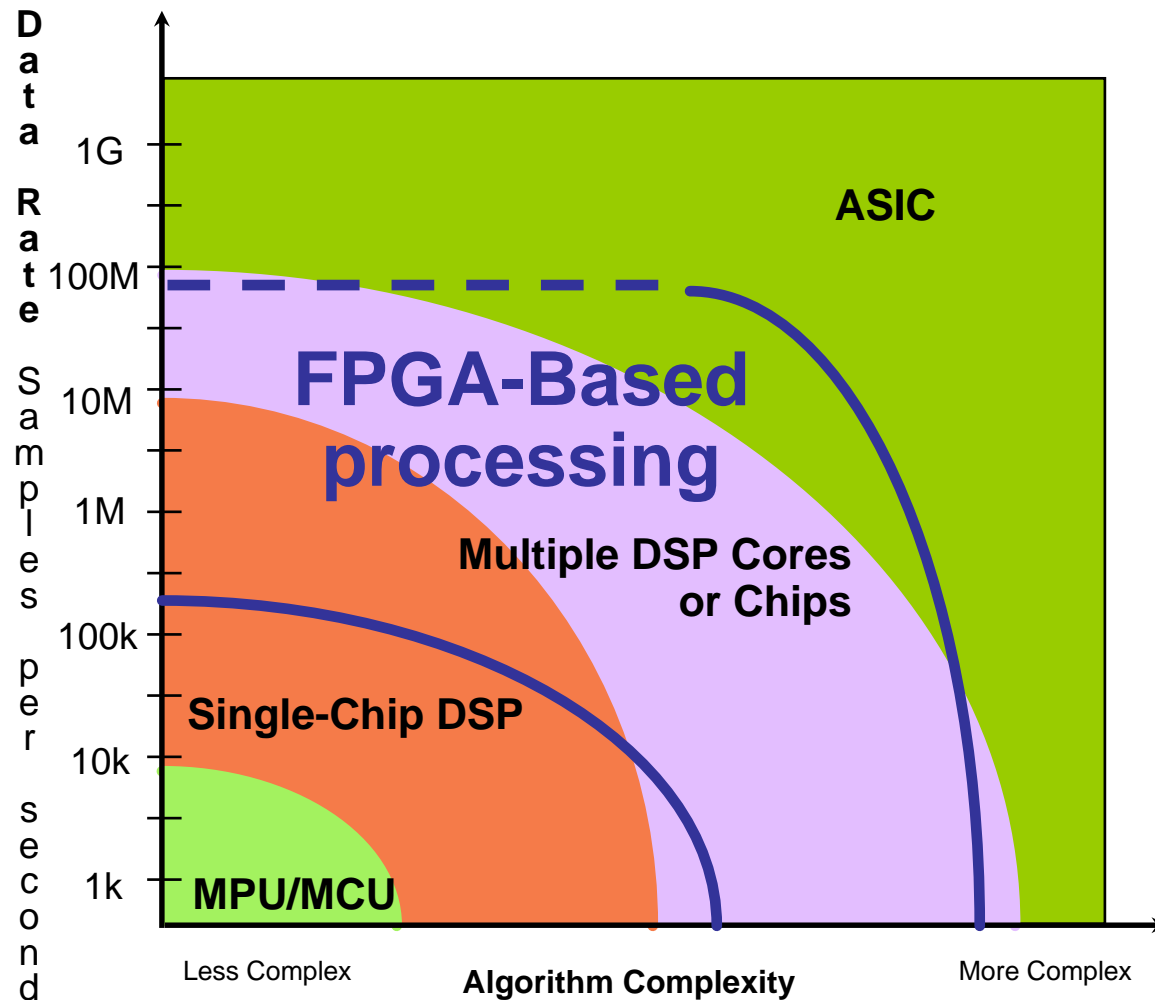 Data Rate Samples per second
1G
100M
10M
1M
100k
10k
1k
ASIC
FPGA-Based
processing
Multiple DSP Cores
or Chips
Single-Chip DSP
MPU/MCU
Less Complex
Algorithm Complexity
More Complex